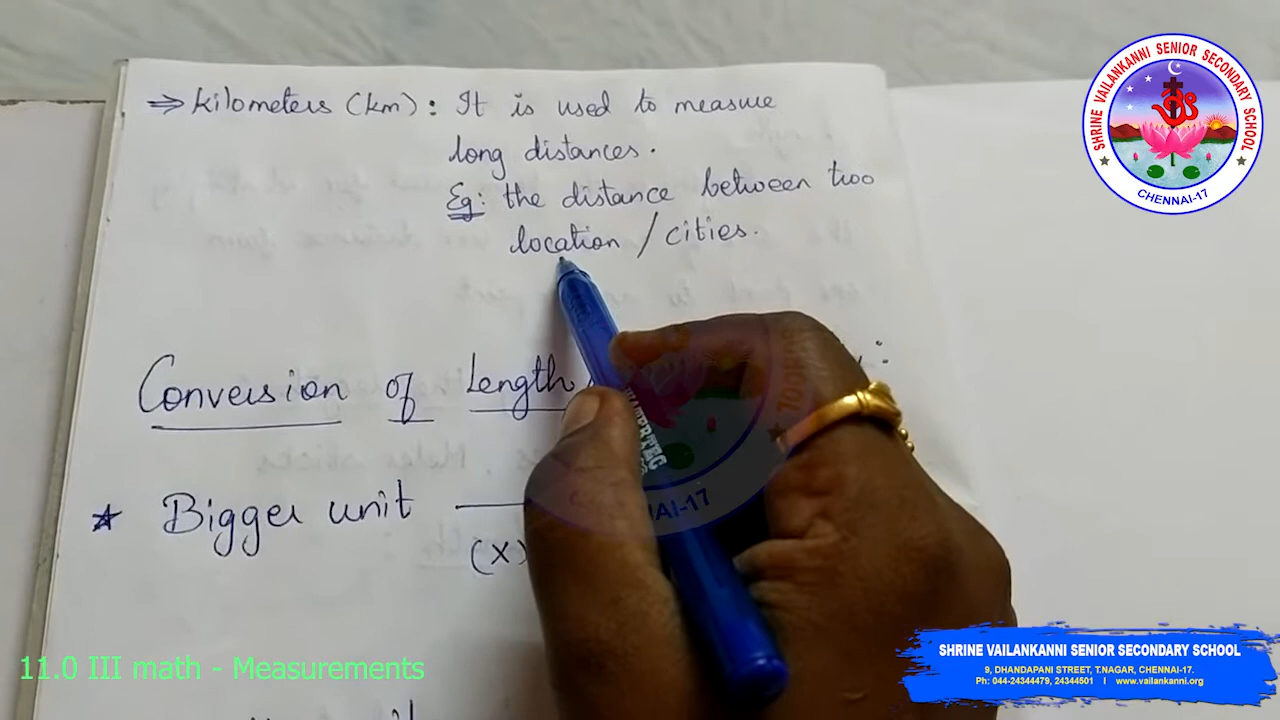 ⇒ Kilometers (km) : It is used to measure
long distances.
Eg: the distance between two
location / cities.
Conversion of Length
* Bigger unit
(x)
SHRINE VAILANKANNI SENIOR SECONDARY SCHOOL
CHENNAI-17
11.0 III math - Measurements
SHRINE VAILANKANNI SENIOR SECONDARY SCHOOL
9, DHANDAPANI STREET, T.NAGAR, CHENNAI-17.
Ph: 044-24344479, 24344501 I www.vailankanni.org